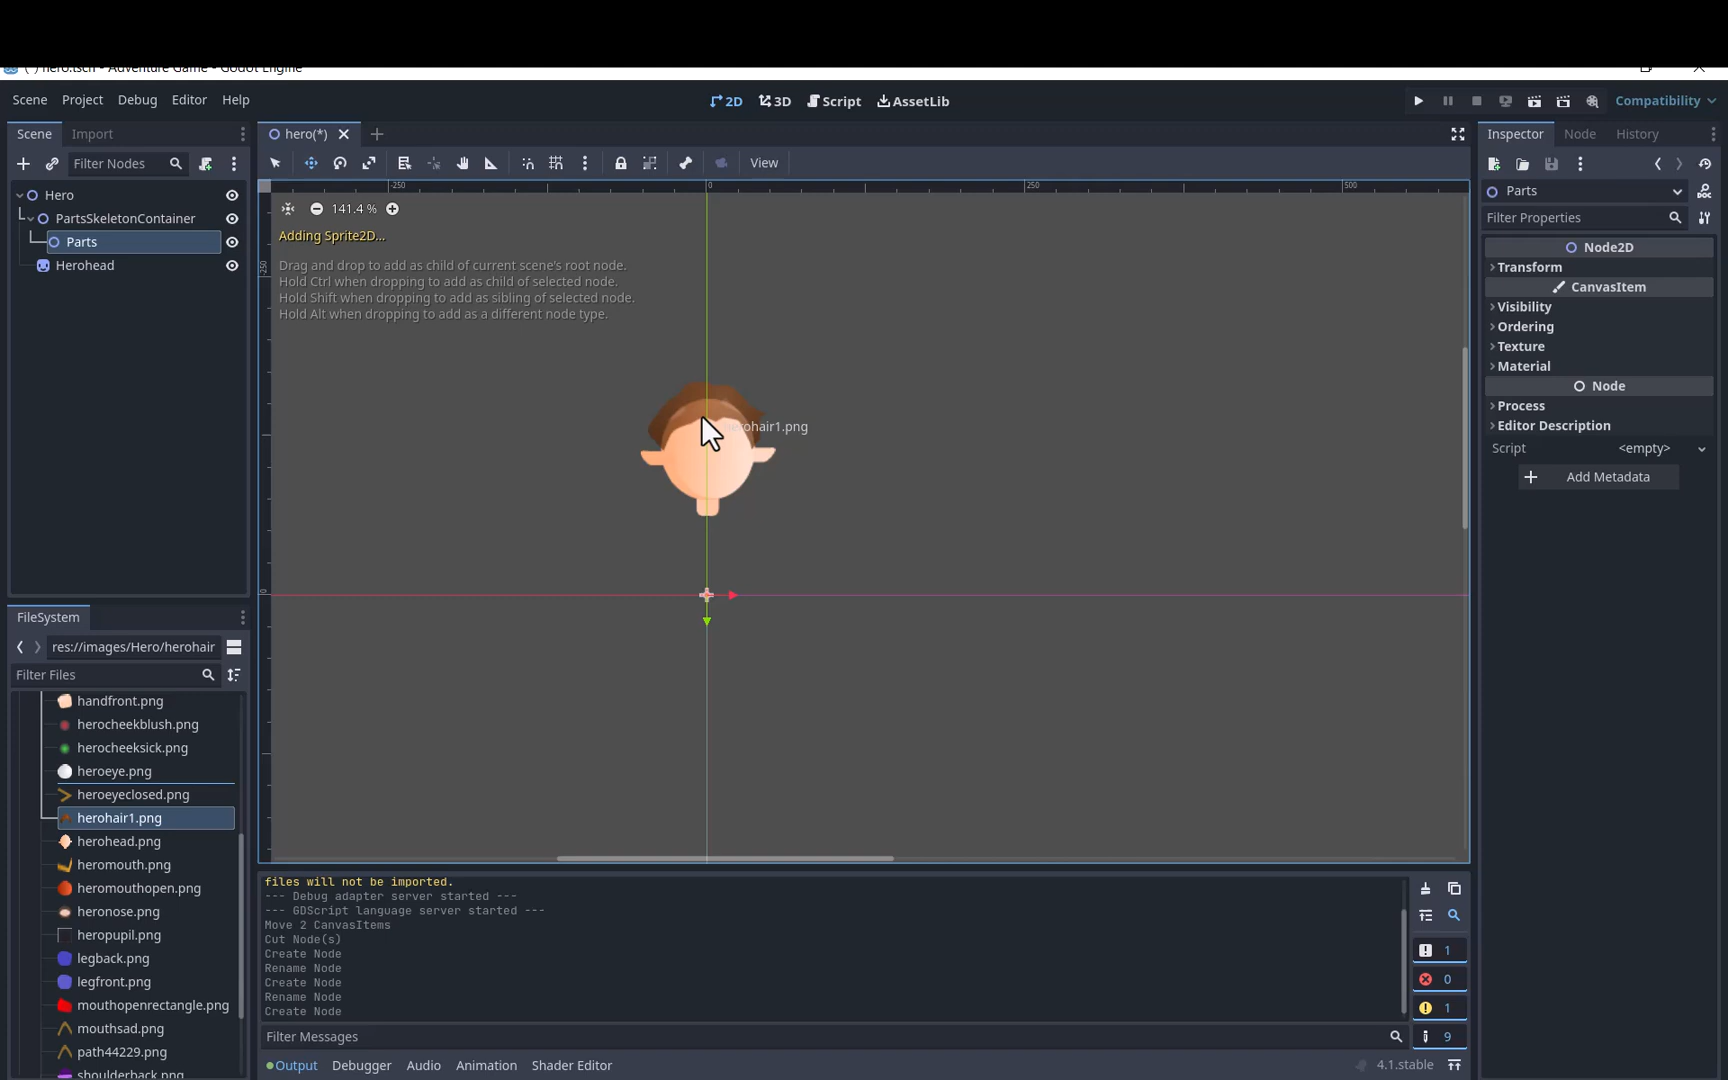 (*) hero.tscn - Adventure Game - Godot Engine
Scene Project Debug Editor Help
2D 3D Script AssetLib
Compatibility
Scene Import
hero(*)
Inspector Node History
Filter Nodes
View
Hero
PartsSkeletonContainer
Parts
Herohead
-250 0 250 500
-250
0
141.4 %
Adding Sprite2D...
Drag and drop to add as child of current scene's root node.
Hold Ctrl when dropping to add as child of selected node.
Hold Shift when dropping to add as sibling of selected node.
Hold Alt when dropping to add as a different node type.
herohair1.png
Parts
Filter Properties
Node2D
Transform
CanvasItem
Visibility
Ordering
Texture
Material
Node
Process
Editor Description
Script <empty>
Add Metadata
FileSystem
res://images/Hero/herohair
Filter Files
handfront.png
herocheekblush.png
herocheeksick.png
heroeye.png
heroeyeclosed.png
herohair1.png
herohead.png
heromouth.png
heromouthopen.png
heronose.png
heropupil.png
legback.png
legfront.png
mouthopenrectangle.png
mouthsad.png
path44229.png
shoulderback.png
files will not be imported.
--- Debug adapter server started ---
--- GDScript language server started ---
Move 2 CanvasItems
Cut Node(s)
Create Node
Rename Node
Create Node
Rename Node
Create Node
1
0
1
9
Filter Messages
Output Debugger Audio Animation Shader Editor
4.1.stable